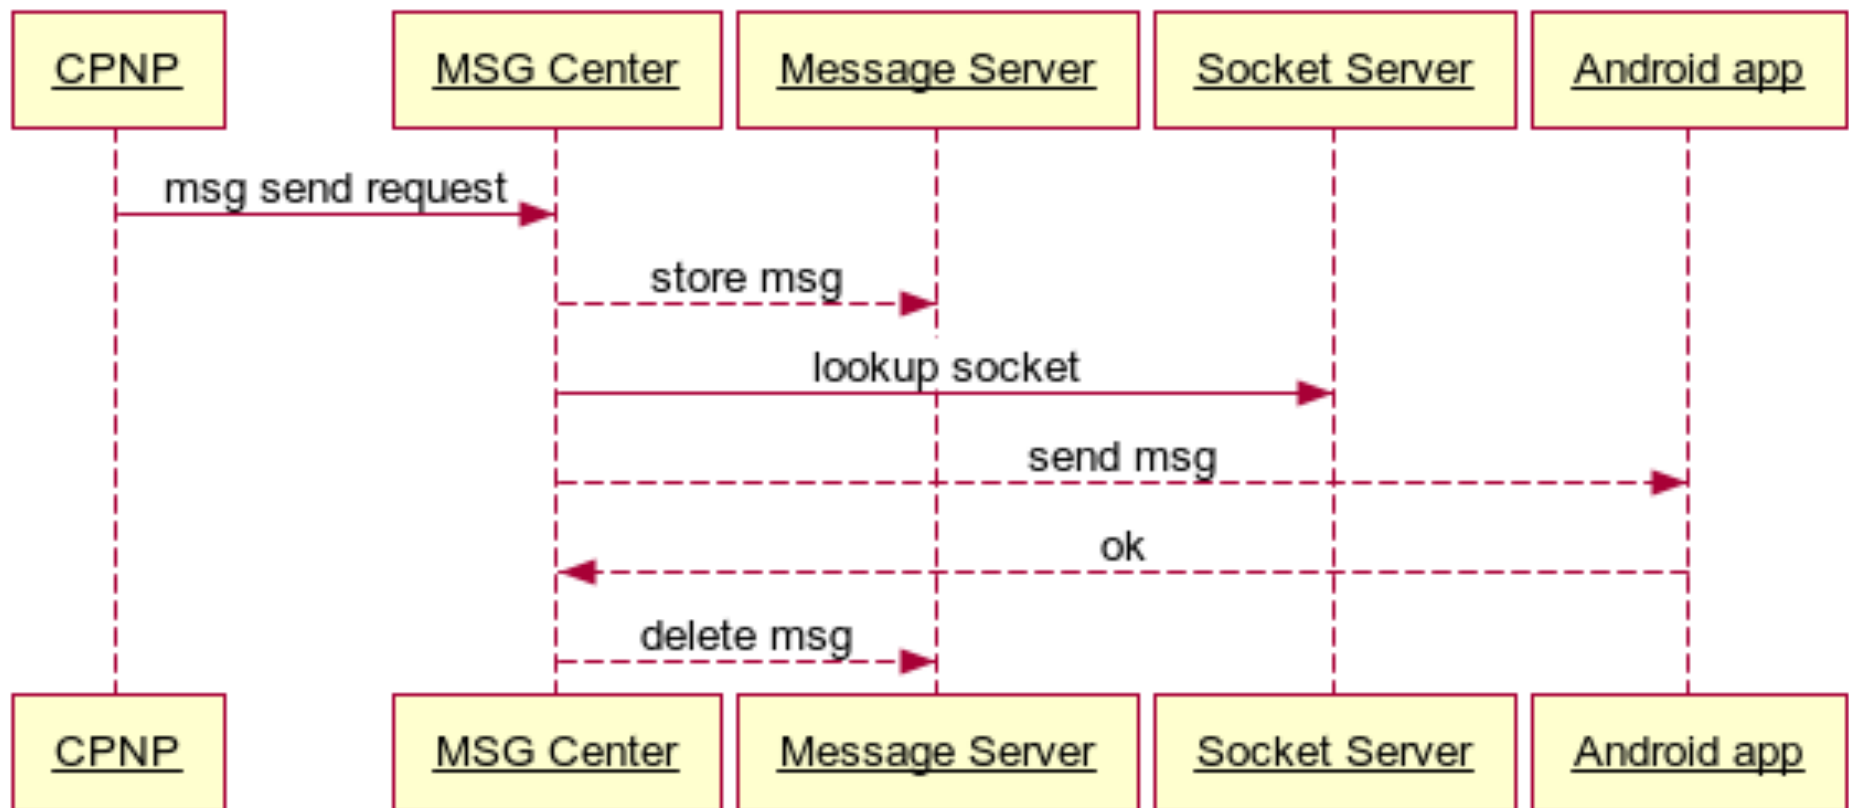 CPNP
MSG Center
Message Server
Socket Server
Android app
msg send request
store msg
lookup socket
send msg
ok
delete msg
CPNP
MSG Center
Message Server
Socket Server
Android app